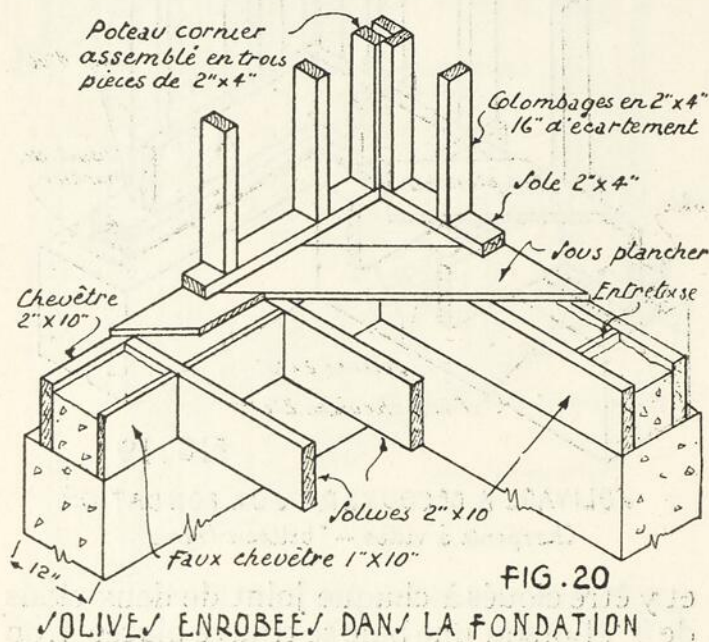 Poteau cornier
assemblé en trois
pièces de 2"x4"
Colombages en 2"x4"
16" d'écartement
Sole 2"x4"
Sous plancher
Entretoise
Chevêtre
2"x10"
Solives 2"x10
Faux chevêtre 1"x10"
12"
FIG.20
SOLIVES ENROBEES DANS LA FONDATION